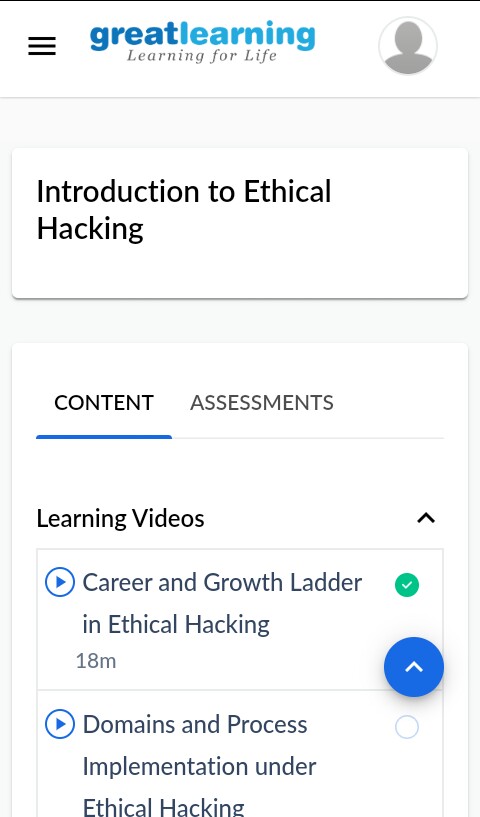 greatlearning
Learning for Life
Introduction to Ethical
Hacking
CONTENT ASSESSMENTS
Learning Videos
Career and Growth Ladder
in Ethical Hacking
18m
Domains and Process
Implementation under
Ethical Hacking